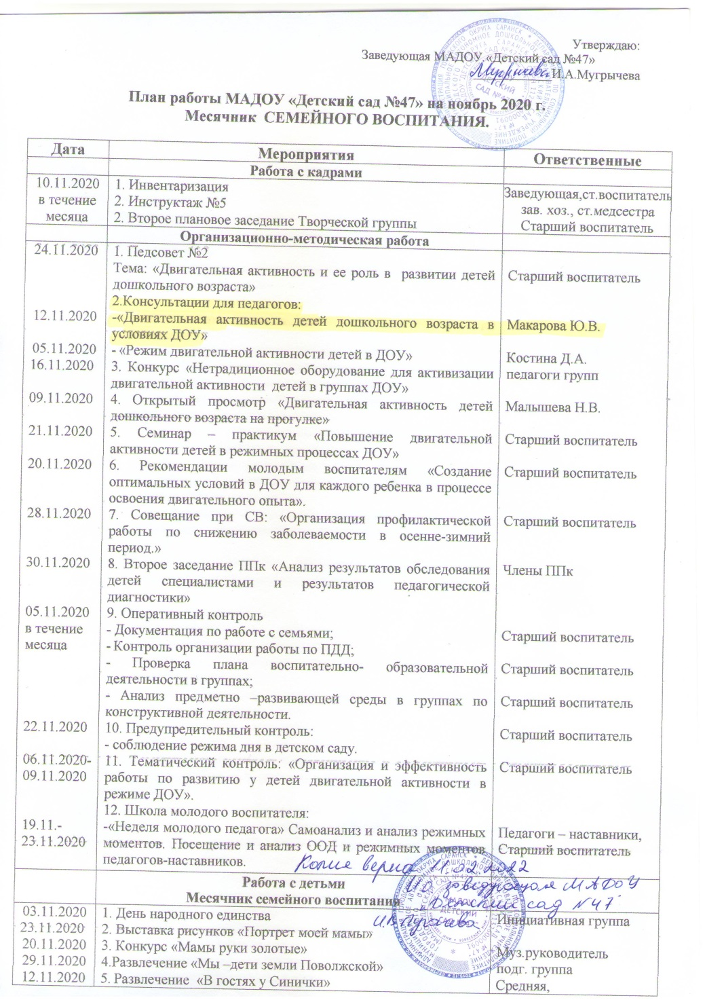 Утверждаю:
Заведующая МАДОУ «Детский сад №47»
Мугрычева И.А.Мугрычева
План работы МАДОУ «Детский сад №47» на ноябрь 2020 г.
Месячник СЕМЕЙНОГО ВОСПИТАНИЯ.
Дата Мероприятия Ответственные
Работа с кадрами
10.11.2020 1. Инвентаризация Заведующая,ст.воспитатель
в течение 2. Инструктаж №5 зав. хоз., ст.медсестра
месяца 2. Второе плановое заседание Творческой группы Старший воспитатель
Организационно-методическая работа
24.11.2020 1. Педсовет №2
Тема: «Двигательная активность и ее роль в развитии детей Старший воспитатель
дошкольного возраста»
2.Консультации для педагогов:
12.11.2020 -«Двигательная активность детей дошкольного возраста в Макарова Ю.В.
условиях ДОУ»
05.11.2020 - «Режим двигательной активности детей в ДОУ» Костина Д.А.
16.11.2020 3. Конкурс «Нетрадиционное оборудование для активизации педагоги групп
двигательной активности детей в группах ДОУ»
09.11.2020 4. Открытый просмотр «Двигательная активность детей Малышева Н.В.
дошкольного возраста на прогулке»
21.11.2020 5. Семинар – практикум «Повышение двигательной Старший воспитатель
активности детей в режимных процессах ДОУ»
20.11.2020 6. Рекомендации молодым воспитателям «Создание Старший воспитатель
оптимальных условий в ДОУ для каждого ребенка в процессе
освоения двигательного опыта».
28.11.2020 7. Совещание при СВ: «Организация профилактической Старший воспитатель
работы по снижению заболеваемости в осенне-зимний
период.»
30.11.2020 8. Второе заседание ППк «Анализ результатов обследования Члены ППк
детей специалистами и результатов педагогической
диагностики»
05.11.2020 9. Оперативный контроль
в течение - Документация по работе с семьями; Старший воспитатель
месяца - Контроль организации работы по ПДД;
- Проверка плана воспитательно- образовательной Старший воспитатель
деятельности в группах;
- Анализ предметно –развивающей среды в группах по Старший воспитатель
конструктивной деятельности.
22.11.2020 10. Предупредительный контроль: Старший воспитатель
- соблюдение режима дня в детском саду.
06.11.2020- 11. Тематический контроль: «Организация и эффективность Старший воспитатель
09.11.2020 работы по развитию у детей двигательной активности в
режиме ДОУ».
12. Школа молодого воспитателя:
19.11.- -«Неделя молодого педагога» Самоанализ и анализ режимных Педагоги – наставники,
23.11.2020 моментов. Посещение и анализ ООД и режимных моментов Старший воспитатель
педагогов-наставников.
Копия верна 11.02.2022
И.о. заведующая МАДОУ
«Детский сад №47»
Работа с детьми
Месячник семейного воспитания
03.11.2020 1. День народного единства Инициативная группа
23.11.2020 2. Выставка рисунков «Портрет моей мамы»
20.11.2020 3. Конкурс «Мамы руки золотые» Муз.руководитель
29.11.2020 4.Развлечение «Мы –дети земли Поволжской» подг. группа
12.11.2020 5. Развлечение «В гостях у Синички» Средняя,